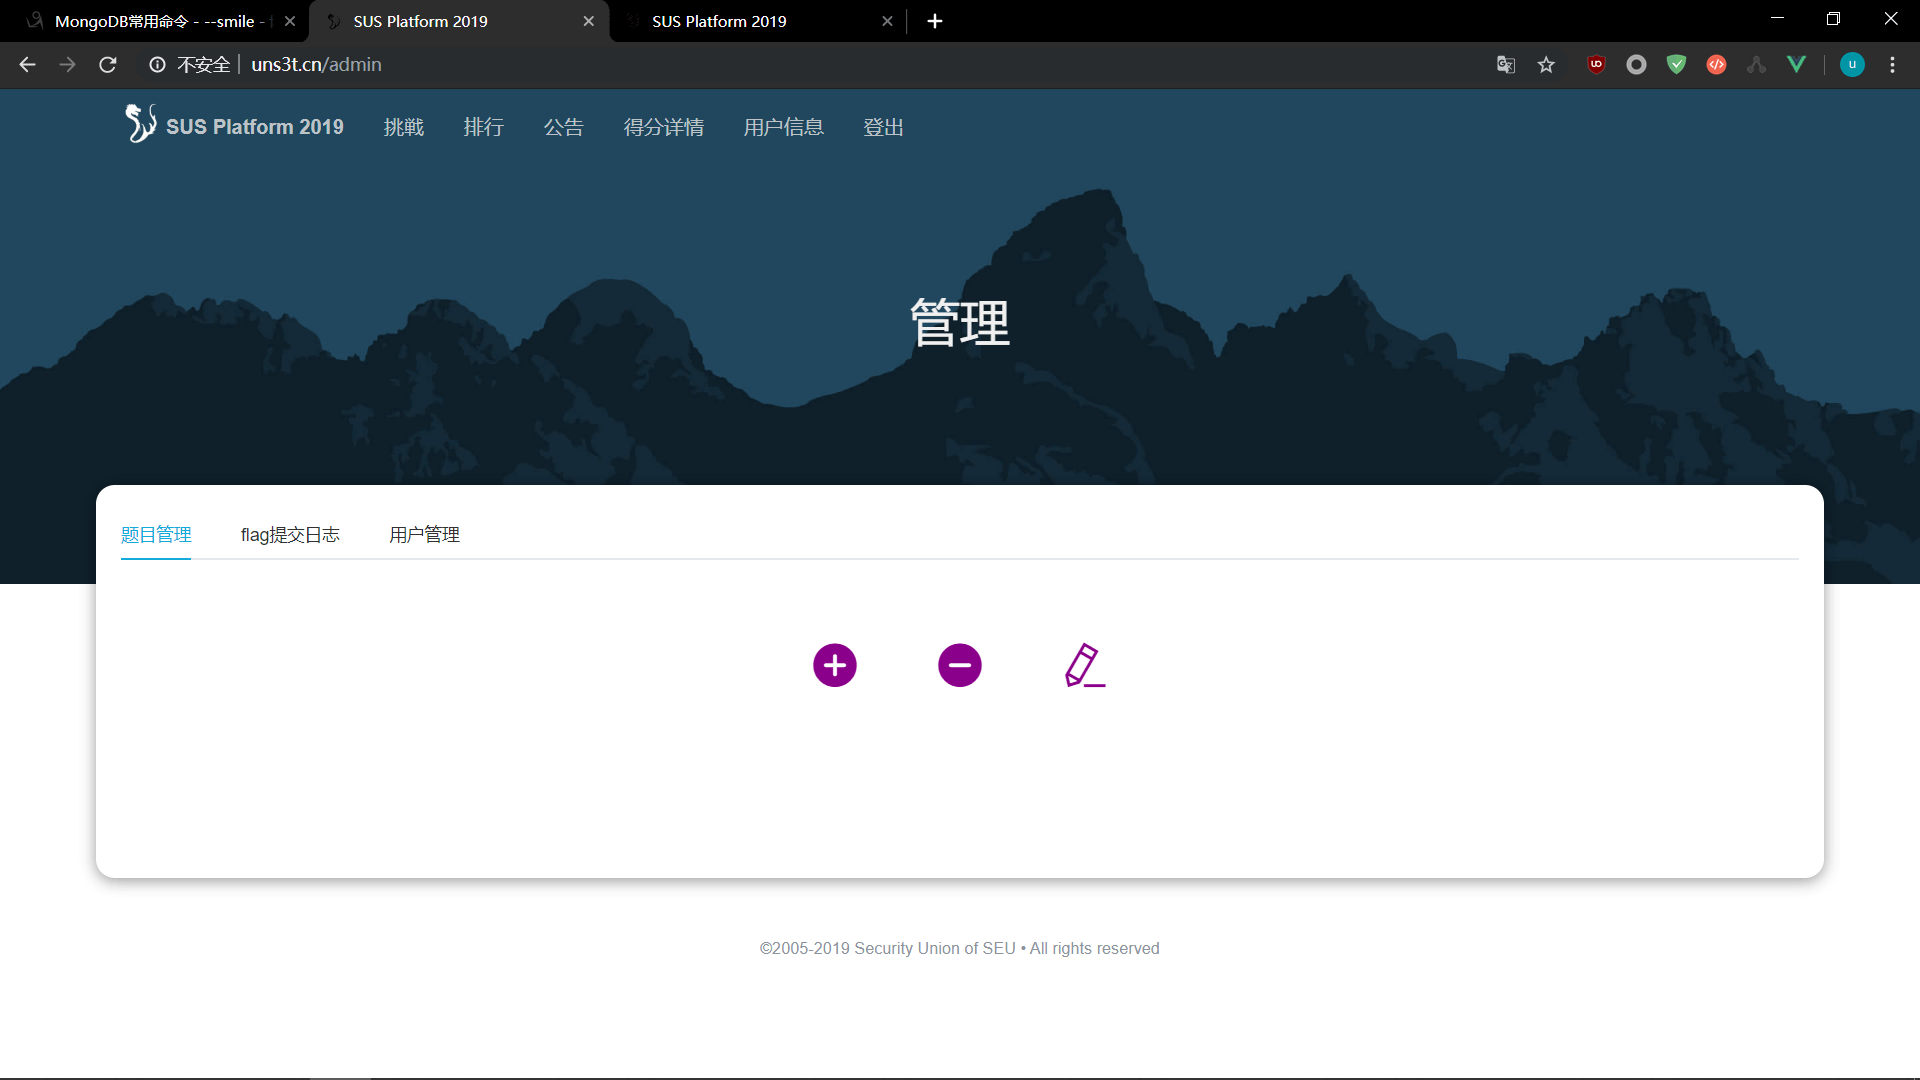 MongoDB常用命令 - --smile -
SUS Platform 2019
SUS Platform 2019
不安全
uns3t.cn/admin
u
SUS Platform 2019
挑戦
排行
公告
得分详情
用户信息
登出
管理
题目管理
flag提交日志
用户管理
©2005-2019 Security Union of SEU • All rights reserved